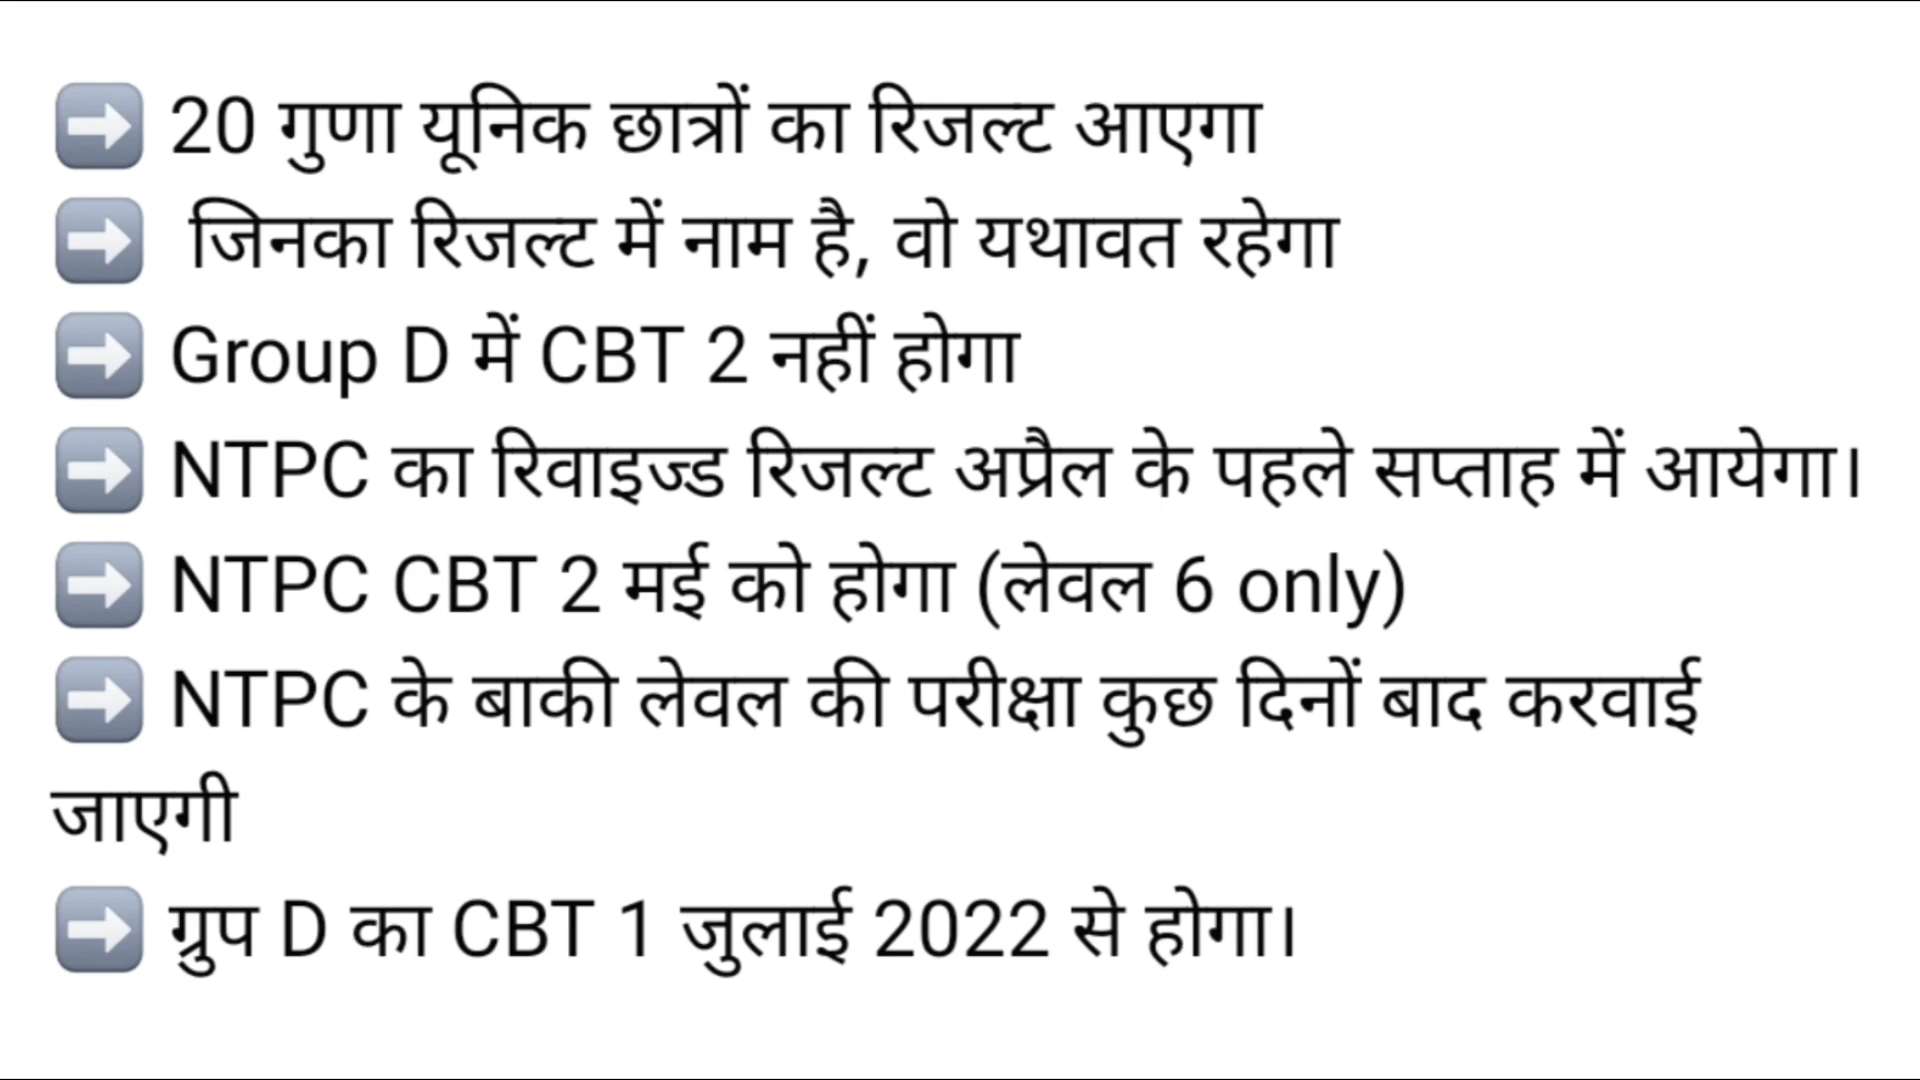 ➡️ 20 गुणा यूनिक छात्रों का रिजल्ट आएगा
➡️ जिनका रिजल्ट में नाम है, वो यथावत रहेगा
➡️ Group D में CBT 2 नहीं होगा
➡️ NTPC का रिवाइज्ड रिजल्ट अप्रैल के पहले सप्ताह में आयेगा।
➡️ NTPC CBT 2 मई को होगा (लेवल 6 only)
➡️ NTPC के बाकी लेवल की परीक्षा कुछ दिनों बाद करवाई
जाएगी
➡️ ग्रुप D का CBT 1 जुलाई 2022 से होगा।